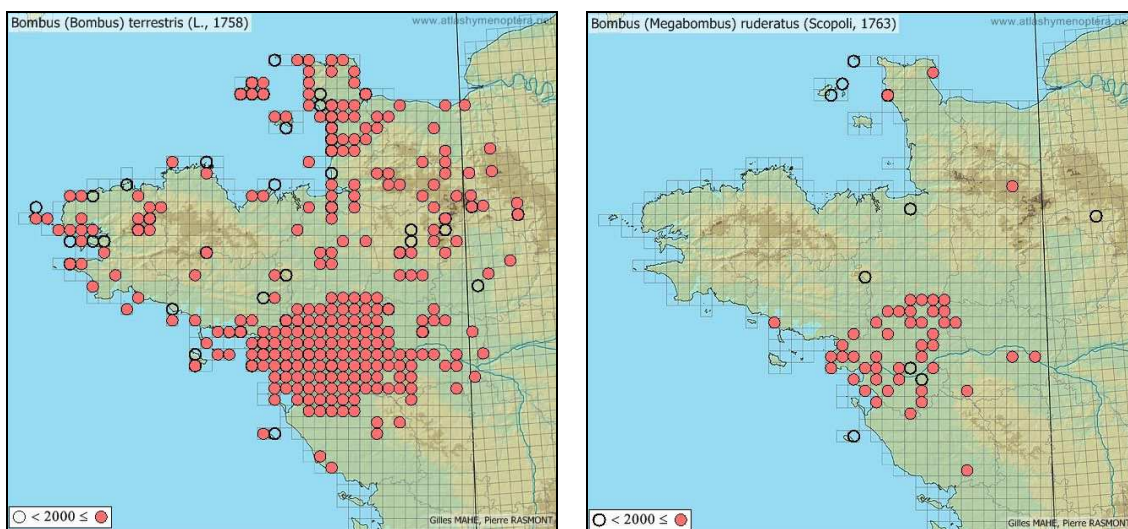 Bombus (Bombus) terrestris (L., 1758)
www.atlashymenoptera.net
< 2000 ≤
Gilles MAHE, Pierre RASMONT
Bombus (Megabombus) ruderatus (Scopoli, 1763)
www.atlashymenoptera.net
< 2000 ≤
Gilles MAHE, Pierre RASMONT